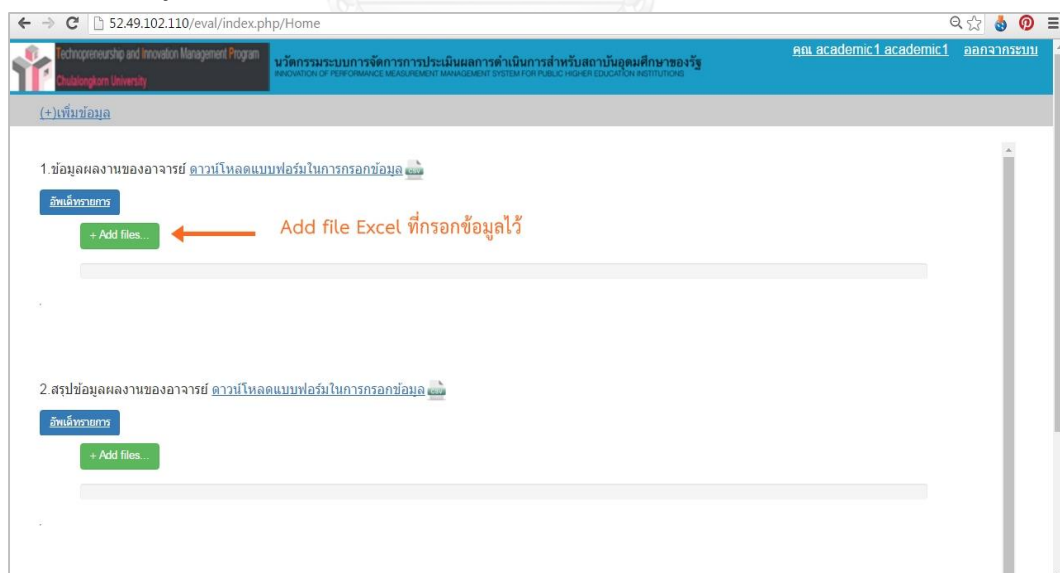 52.49.102.110/eval/index.php/Home
Technopreneurship and Innovation Management Program
Chulalongkorn University
นวัตกรรมระบบการจัดการการประเมินผลการดำเนินการสำหรับสถาบันอุดมศึกษาของรัฐ
INNOVATION OF PERFORMANCE MEASUREMENT MANAGEMENT SYSTEM FOR PUBLIC HIGHER EDUCATION INSTITUTIONS
คุณ academic1 academic1 ออกจากระบบ
(+)เพิ่มข้อมูล
1.ข้อมูลผลงานของอาจารย์ ดาวน์โหลดแบบฟอร์มในการกรอกข้อมูล
อัพเด็ทรายการ
+ Add files...
Add file Excel ที่กรอกข้อมูลไว้
2.สรุปข้อมูลผลงานของอาจารย์ ดาวน์โหลดแบบฟอร์มในการกรอกข้อมูล
อัพเด็ทรายการ
+ Add files...